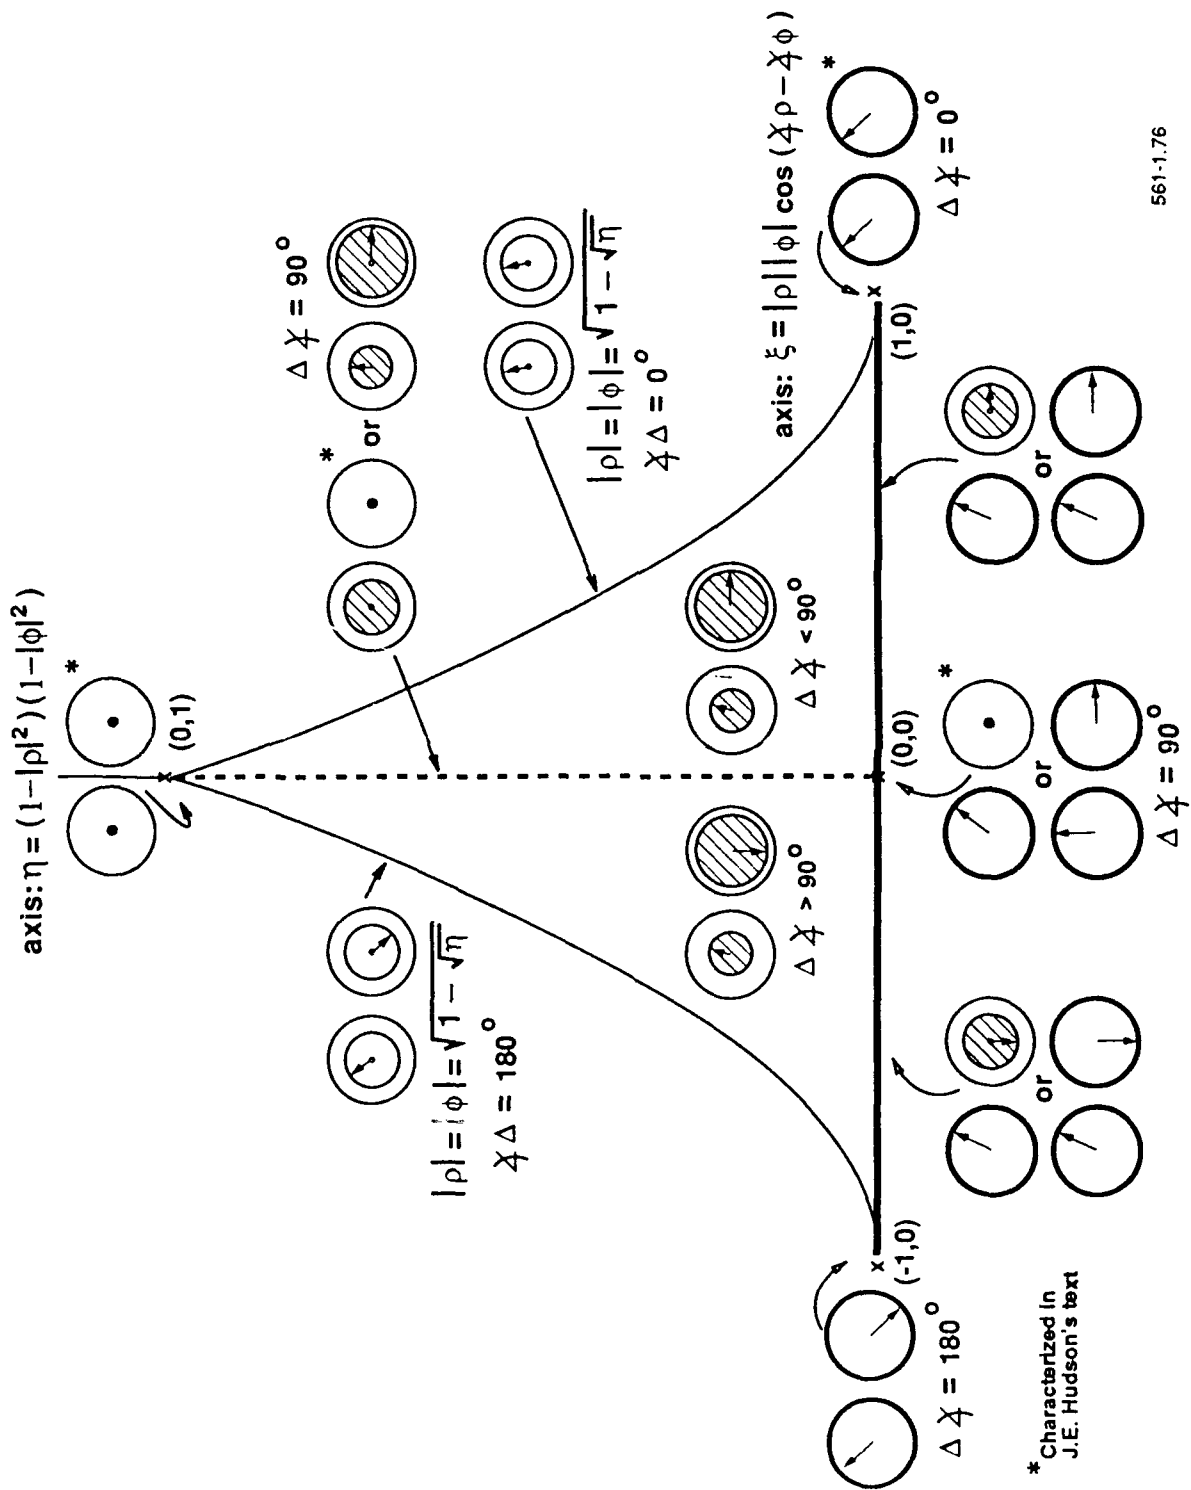 axis: η = (1−|ρ|²)(1−|ϕ|²)
*
(0,1)
Δ∡ = 90°
*
or
|ρ| = |ϕ| = √1 − √η
∡Δ = 180°
|ρ| = |ϕ| = √1 − √η
∡Δ = 0°
Δ∡ > 90°
Δ∡ < 90°
axis: ξ = |ρ||ϕ| cos (∡ρ−∡ϕ)
*
Δ∡ = 180°
(-1,0)
(0,0)
(1,0)
Δ∡ = 0°
or
*
or
or
Δ∡ = 90°
* Characterized in
J.E. Hudson's text
561-1.76